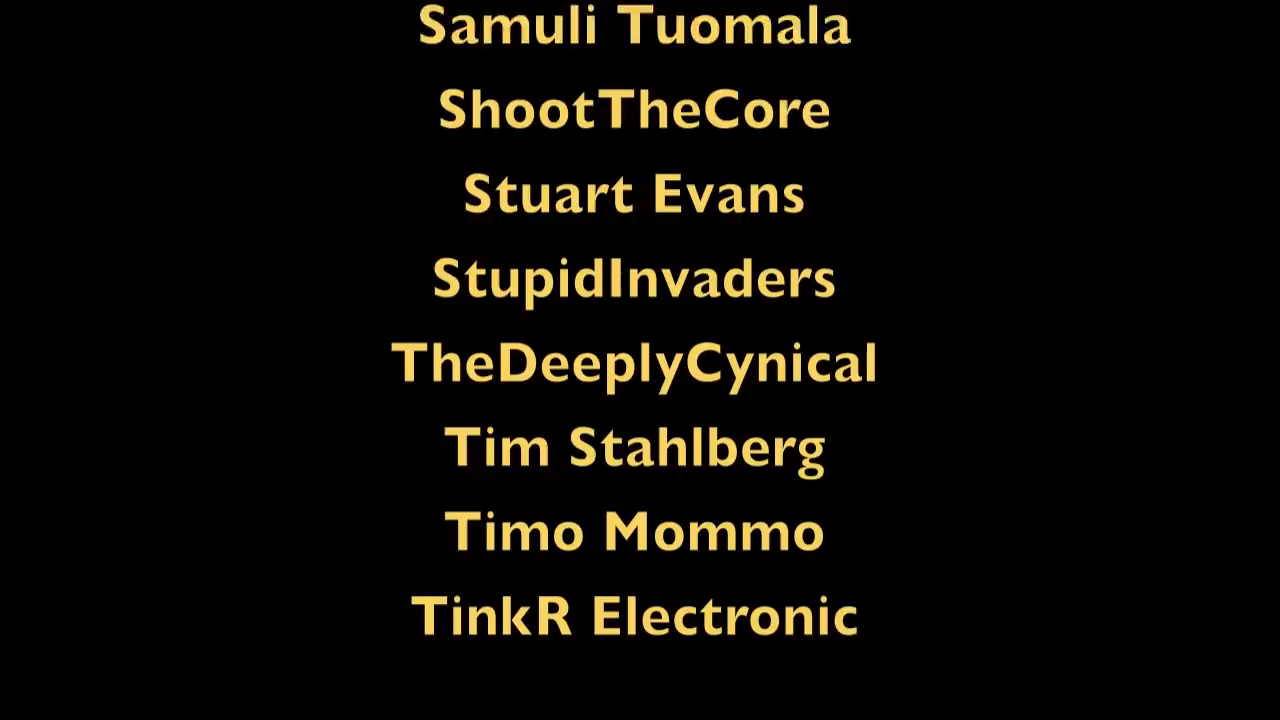 Samuli Tuomala
ShootTheCore
Stuart Evans
StupidInvaders
TheDeeplyCynical
Tim Stahlberg
Timo Mommo
TinkR Electronic